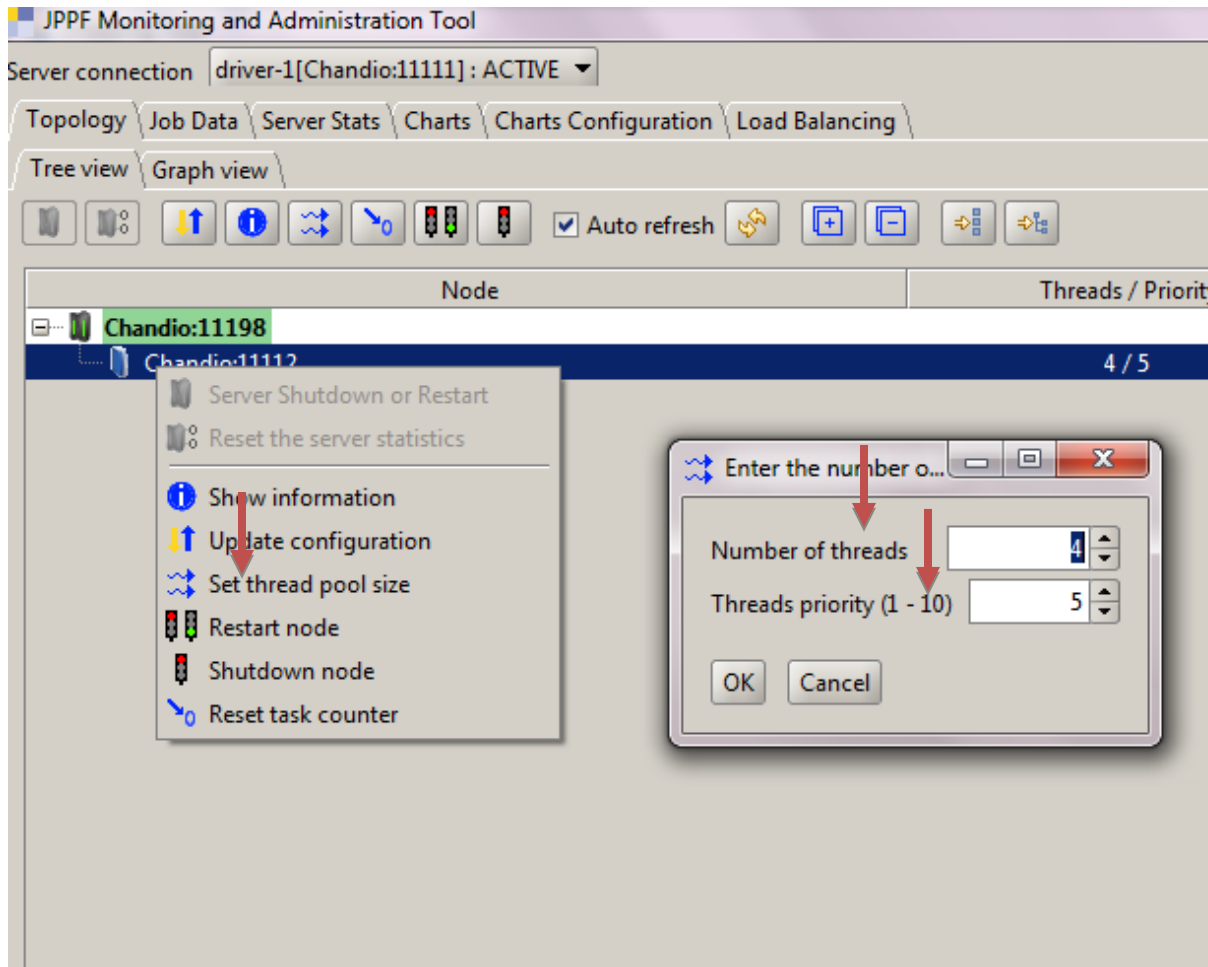 JPPF Monitoring and Administration Tool
Server connection driver-1[Chandio:11111] : ACTIVE
Topology Job Data Server Stats Charts Charts Configuration Load Balancing
Tree view Graph view
Auto refresh
Node Threads / Priorit
Chandio:11198
Chandio:11112 4 / 5
Server Shutdown or Restart
Reset the server statistics
Show information
Update configuration
Set thread pool size
Restart node
Shutdown node
Reset task counter
Enter the number o...
Number of threads 4
Threads priority (1 - 10) 5
OK Cancel